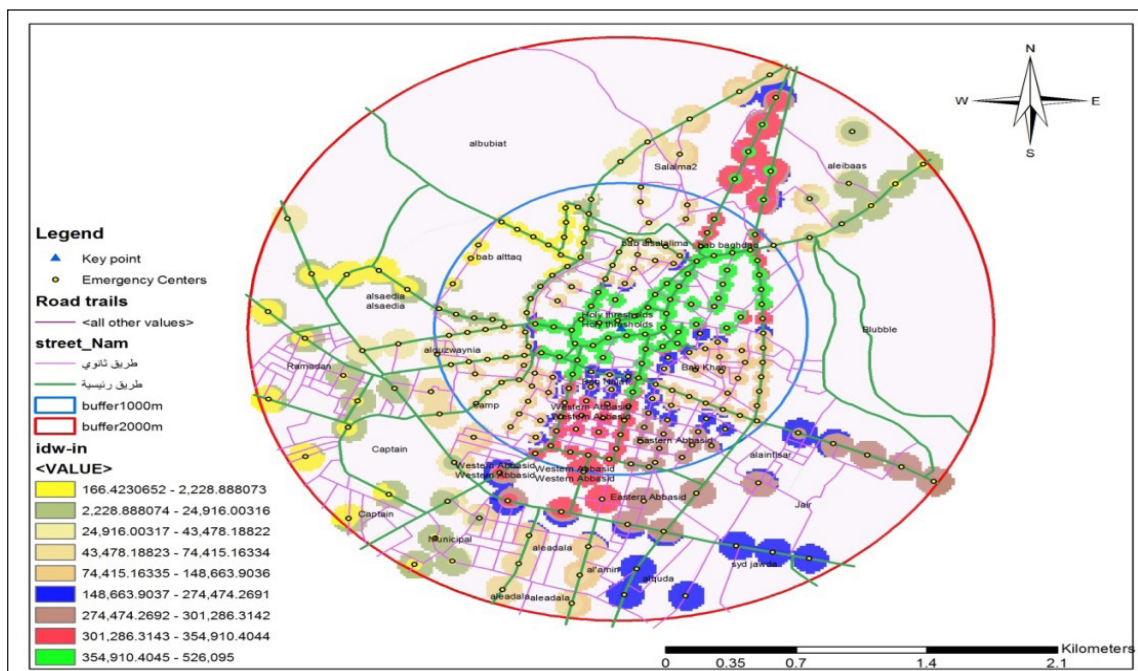 N
W E
S
albubiat
Salalma2
aleibaas
bab alsalalima
bab baghdad
bab alttaq
alsaedia
alsaedia
Holy thresholds
Holy thresholds
Blubble
alquzwaynia
Ramadan
Bab Khan
Camp
Western Abbasid
Western Abbasid
Eastern Abbasid
Captain
alaintisar
Western Abbasid
Western Abbasid
Western Abbasid
Western Abbasid
Eastern Abbasid
Jair
Captain
Municipal
aleadala
al'amin
alquda
syd jawda
aleadala
aleadala
Legend
Key point
Emergency Centers
Road trails
<all other values>
street_Nam
طريق ثانوي
طريق رئيسية
buffer1000m
buffer2000m
idw-in
<VALUE>
166.4230652 - 2,228.888073
2,228.888074 - 24,916.00316
24,916.00317 - 43,478.18822
43,478.18823 - 74,415.16334
74,415.16335 - 148,663.9036
148,663.9037 - 274,474.2691
274,474.2692 - 301,286.3142
301,286.3143 - 354,910.4044
354,910.4045 - 526,095
Kilometers
0 0.35 0.7 1.4 2.1